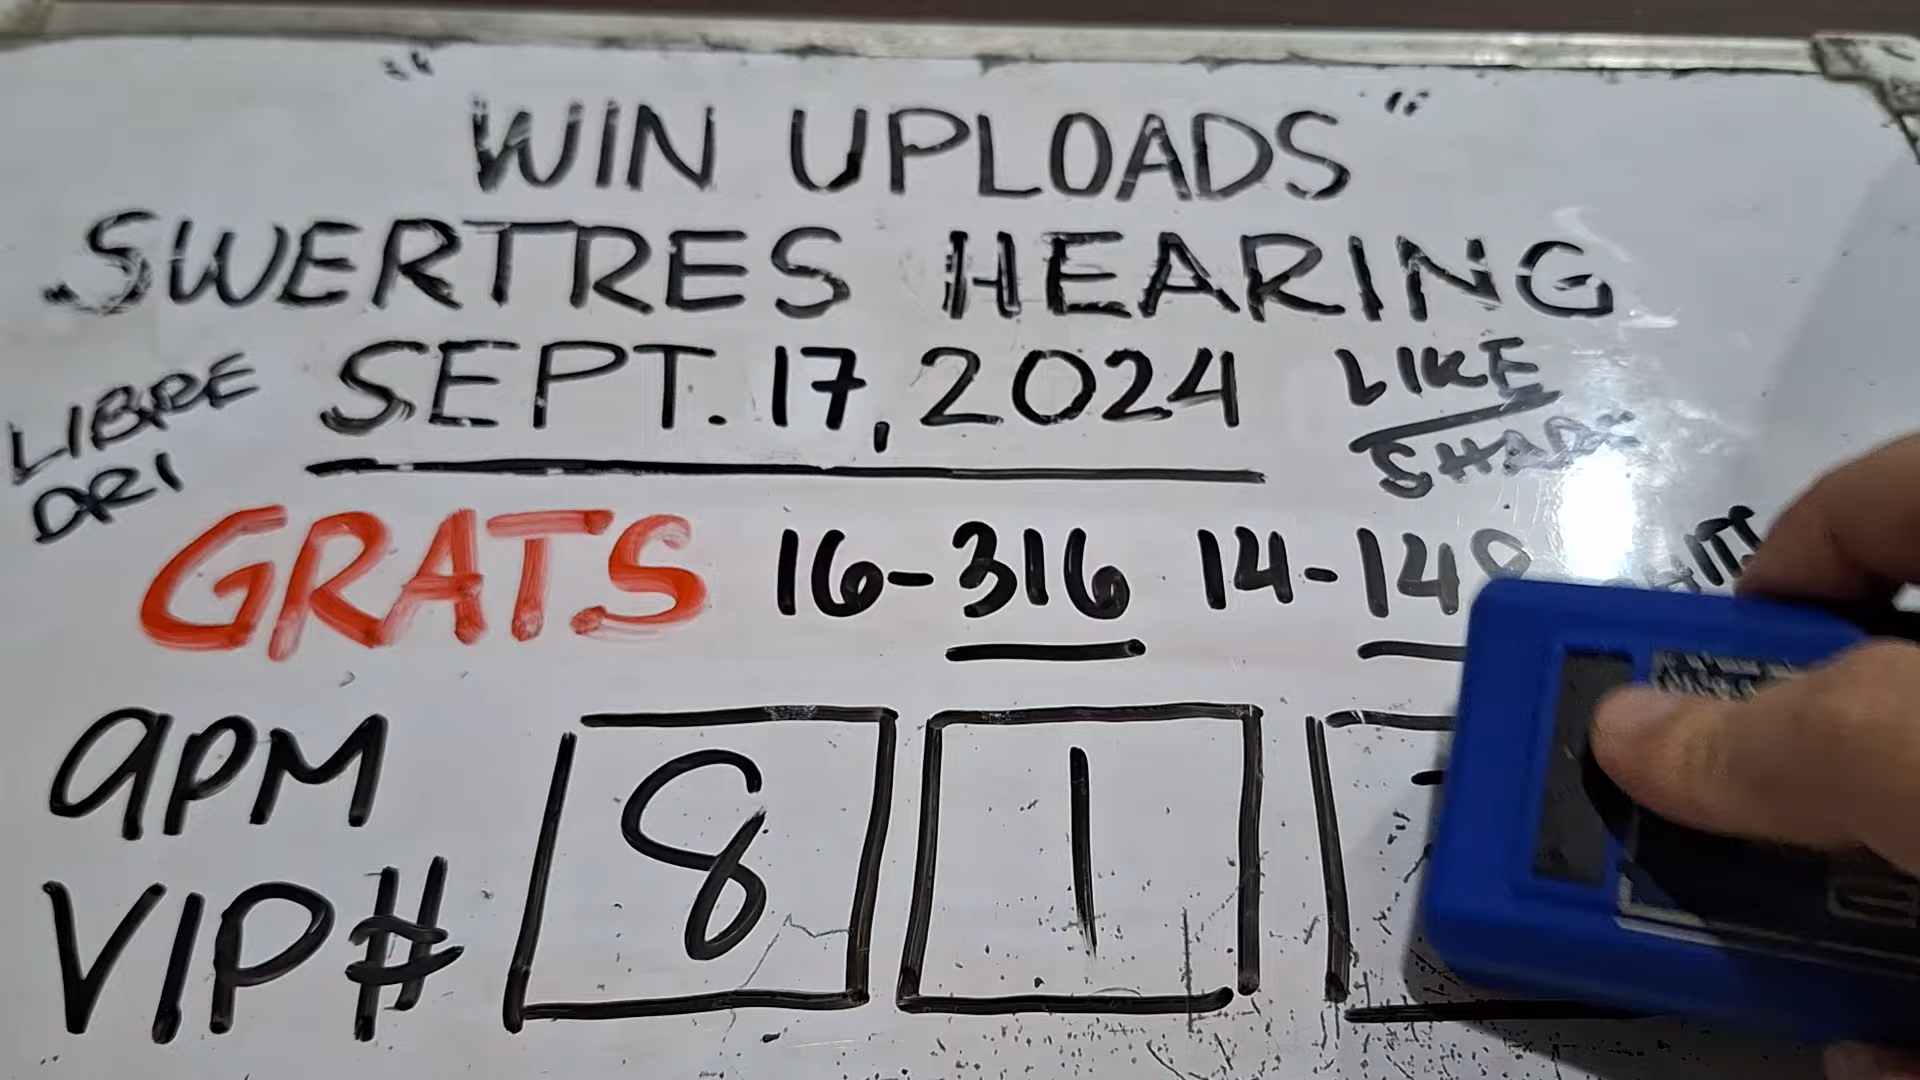 "WIN UPLOADS"
SWERTRES HEARING
SEPT. 17, 2024
LIKE
SHARE
LIBRE
DRI
GRATS 16-316 14-148
9PM
VIP# 8 1